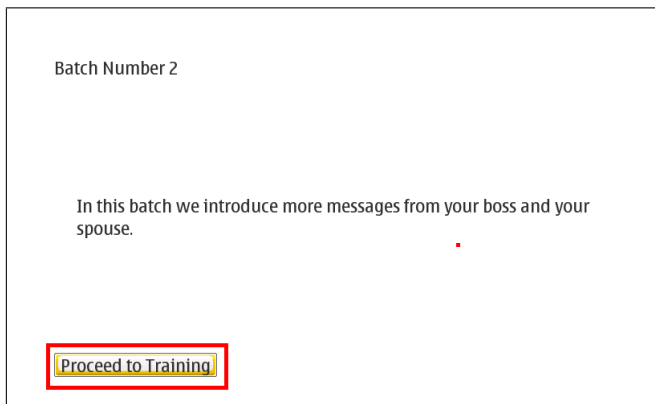 Batch Number 2
In this batch we introduce more messages from your boss and your
spouse.
Proceed to Training